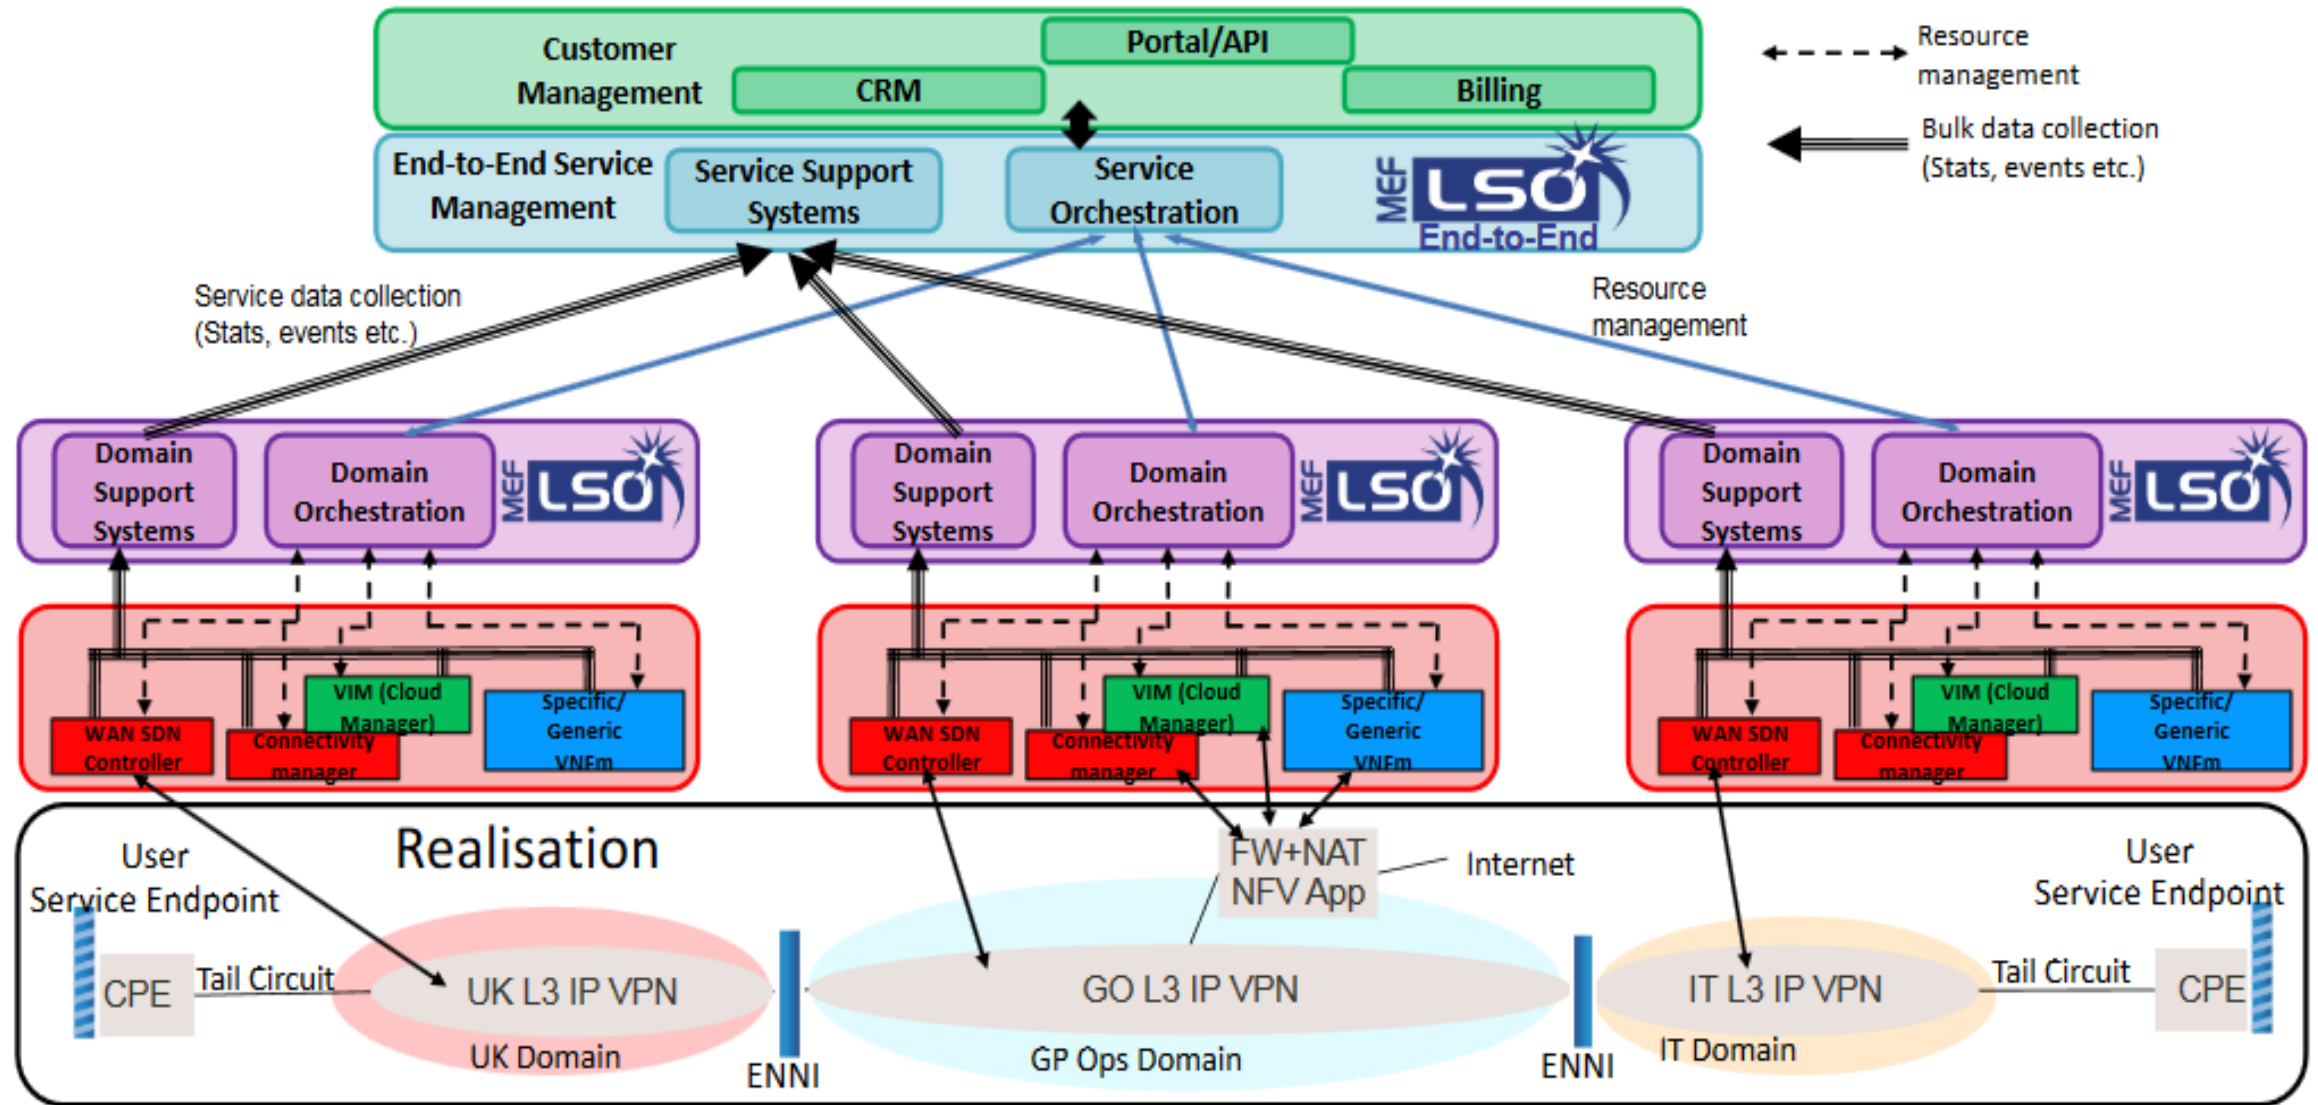 Customer
Management
Portal/API
CRM
Billing
Resource
management
Bulk data collection
(Stats, events etc.)
End-to-End Service
Management
Service Support
Systems
Service
Orchestration
MEF
LSO
End-to-End
Service data collection
(Stats, events etc.)
Resource
management
Domain
Support
Systems
Domain
Orchestration
MEF
LSO
Domain
Support
Systems
Domain
Orchestration
MEF
LSO
Domain
Support
Systems
Domain
Orchestration
MEF
LSO
WAN SDN
Controller
Connectivity
manager
VIM (Cloud
Manager)
Specific/
Generic
VNFm
WAN SDN
Controller
Connectivity
manager
VIM (Cloud
Manager)
Specific/
Generic
VNFm
WAN SDN
Controller
Connectivity
manager
VIM (Cloud
Manager)
Specific/
Generic
VNFm
Realisation
User
Service Endpoint
FW+NAT
NFV App
Internet
User
Service Endpoint
CPE
Tail Circuit
UK L3 IP VPN
GO L3 IP VPN
IT L3 IP VPN
Tail Circuit
CPE
UK Domain
ENNI
GP Ops Domain
ENNI
IT Domain